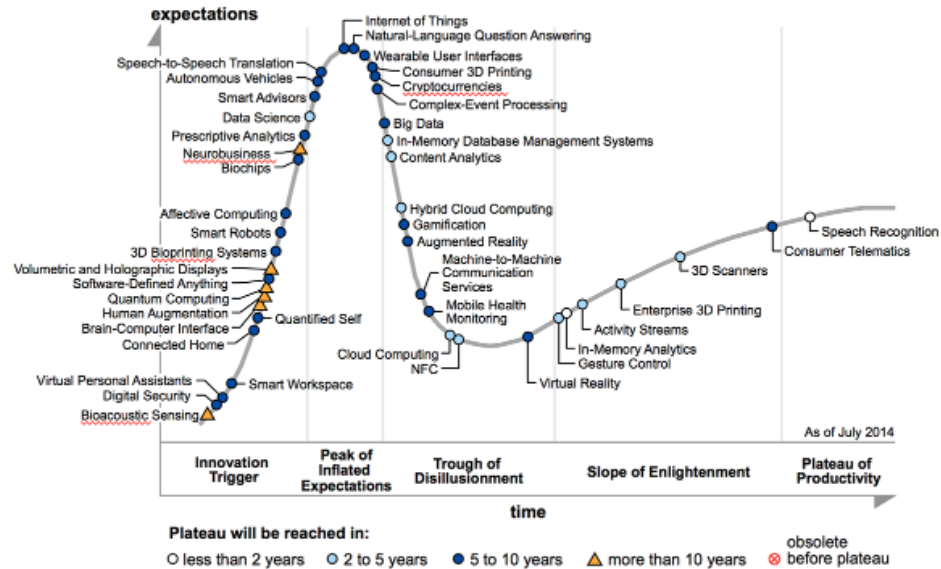 expectations
Internet of Things
Natural-Language Question Answering
Wearable User Interfaces
Consumer 3D Printing
Cryptocurrencies
Complex-Event Processing
Speech-to-Speech Translation
Autonomous Vehicles
Smart Advisors
Data Science
Prescriptive Analytics
Neurobusiness
Biochips
Big Data
In-Memory Database Management Systems
Content Analytics
Affective Computing
Smart Robots
3D Bioprinting Systems
Volumetric and Holographic Displays
Software-Defined Anything
Quantum Computing
Human Augmentation
Brain-Computer Interface
Connected Home
Quantified Self
Hybrid Cloud Computing
Gamification
Augmented Reality
Machine-to-Machine
Communication
Services
Mobile Health
Monitoring
Cloud Computing
NFC
Virtual Personal Assistants
Digital Security
Bioacoustic Sensing
Smart Workspace
Virtual Reality
Speech Recognition
Consumer Telematics
3D Scanners
Enterprise 3D Printing
Activity Streams
In-Memory Analytics
Gesture Control
As of July 2014
Innovation
Trigger
Peak of
Inflated
Expectations
Trough of
Disillusionment
Slope of Enlightenment
Plateau of
Productivity
time
Plateau will be reached in:
less than 2 years
2 to 5 years
5 to 10 years
more than 10 years
obsolete
before plateau